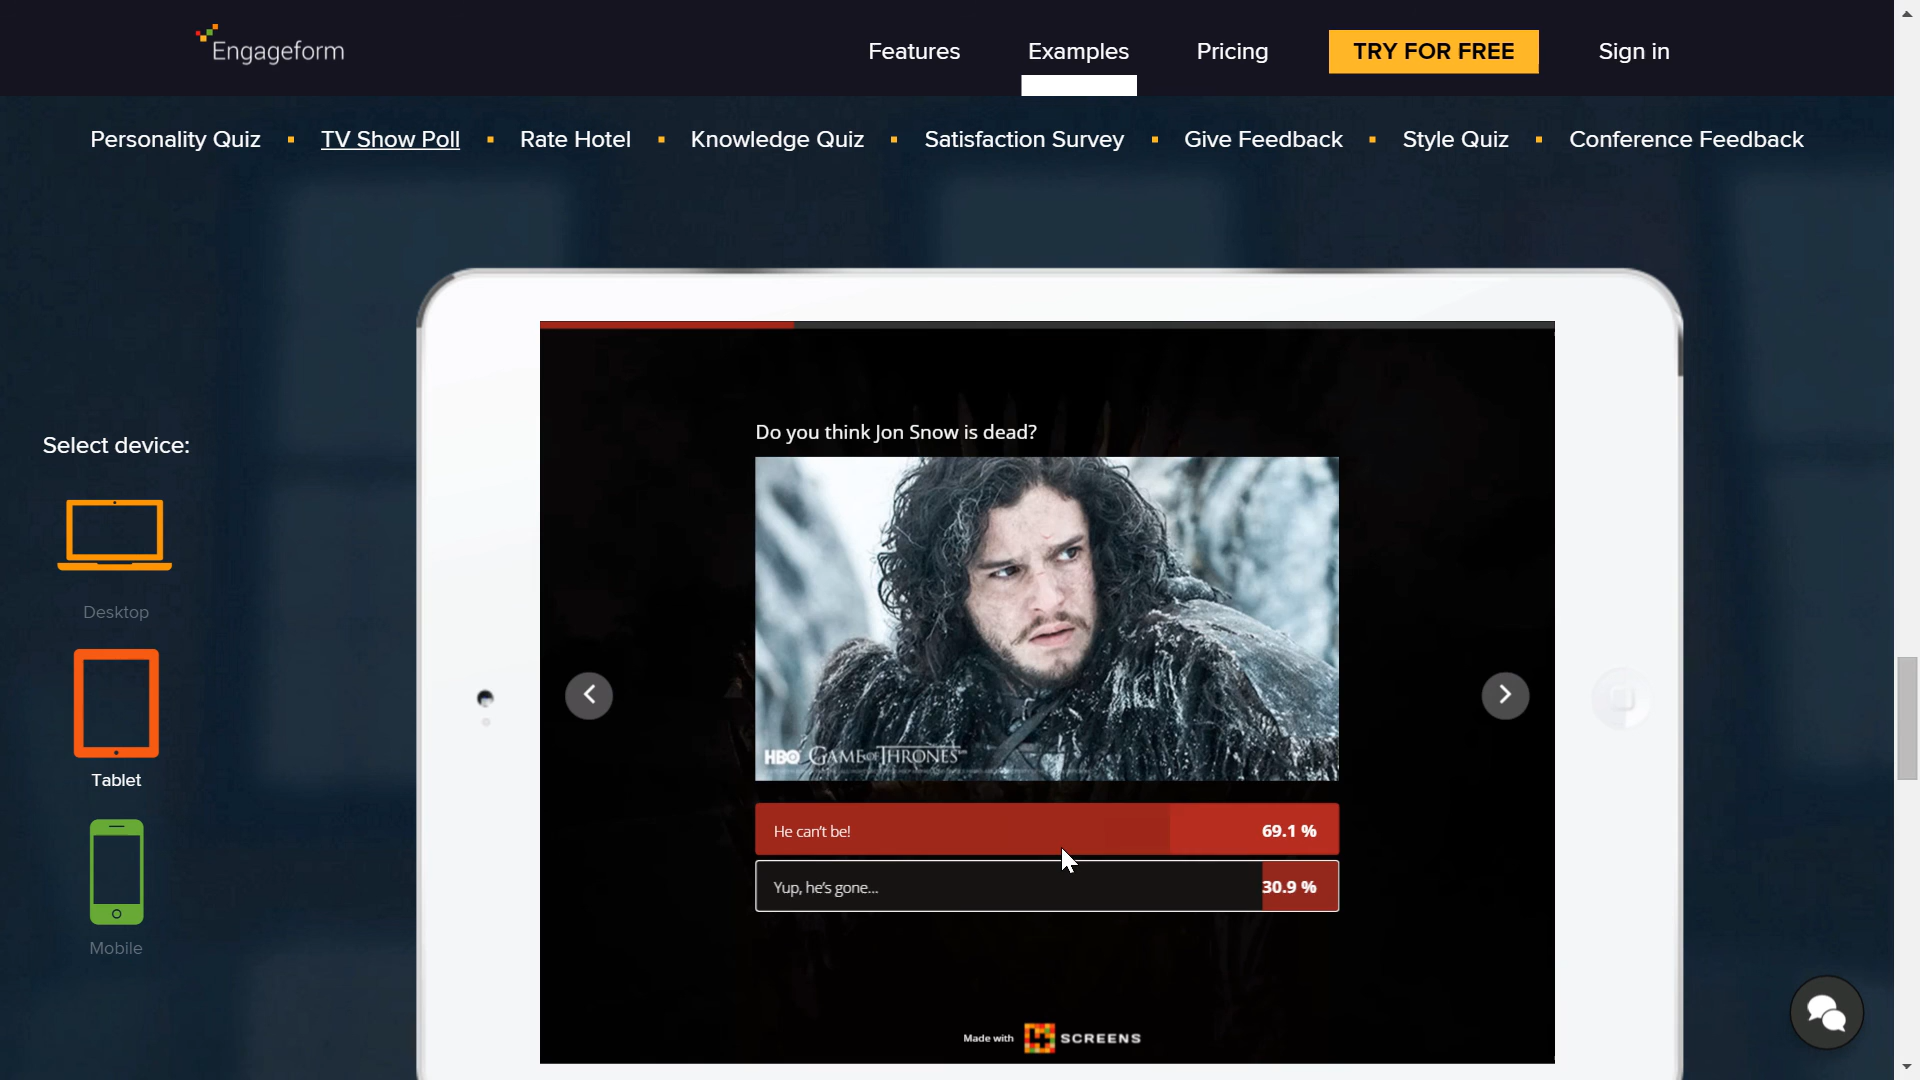 Engageform
Features
Examples
Pricing
TRY FOR FREE
Sign in
Personality Quiz
TV Show Poll
Rate Hotel
Knowledge Quiz
Satisfaction Survey
Give Feedback
Style Quiz
Conference Feedback
Select device:
Desktop
Tablet
Mobile
Do you think Jon Snow is dead?
HBO GAME OF THRONES
He can't be! 69.1 %
Yup, he's gone... 30.9 %
Made with 4 SCREENS